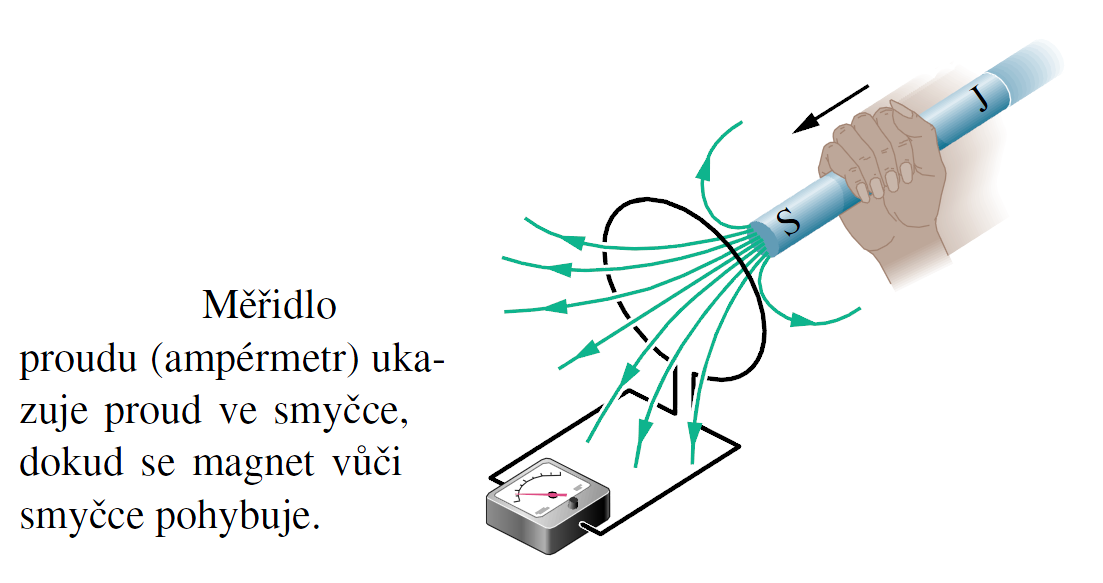 J
S
Měřidlo
proudu (ampérmetr) uka-
zuje proud ve smyčce,
dokud se magnet vůči
smyčce pohybuje.